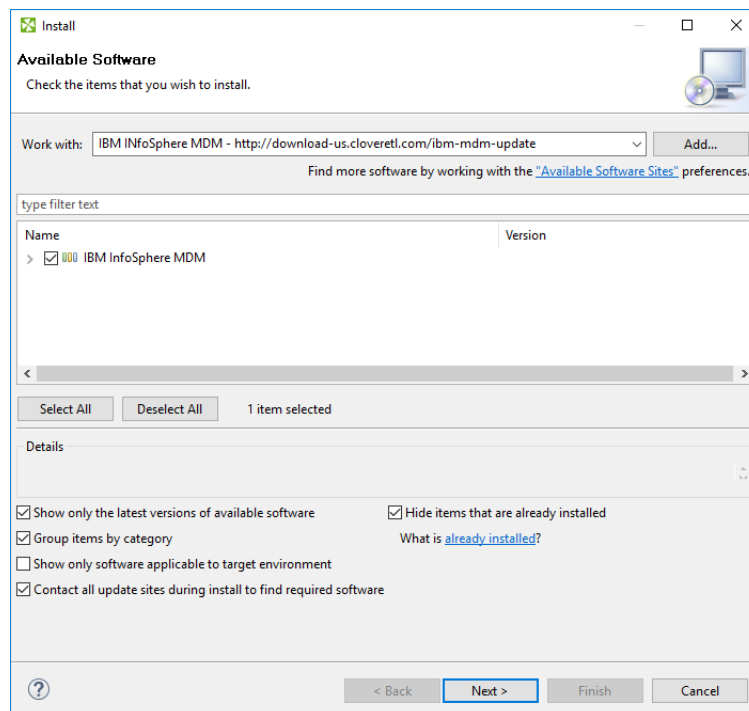 Install
Available Software
Check the items that you wish to install.
Work with: IBM INfoSphere MDM - http://download-us.cloveretl.com/ibm-mdm-update Add...
Find more software by working with the "Available Software Sites" preferences.
type filter text
Name Version
IBM InfoSphere MDM
Select All Deselect All 1 item selected
Details
Show only the latest versions of available software Hide items that are already installed
Group items by category What is already installed?
Show only software applicable to target environment
Contact all update sites during install to find required software
? < Back Next > Finish Cancel